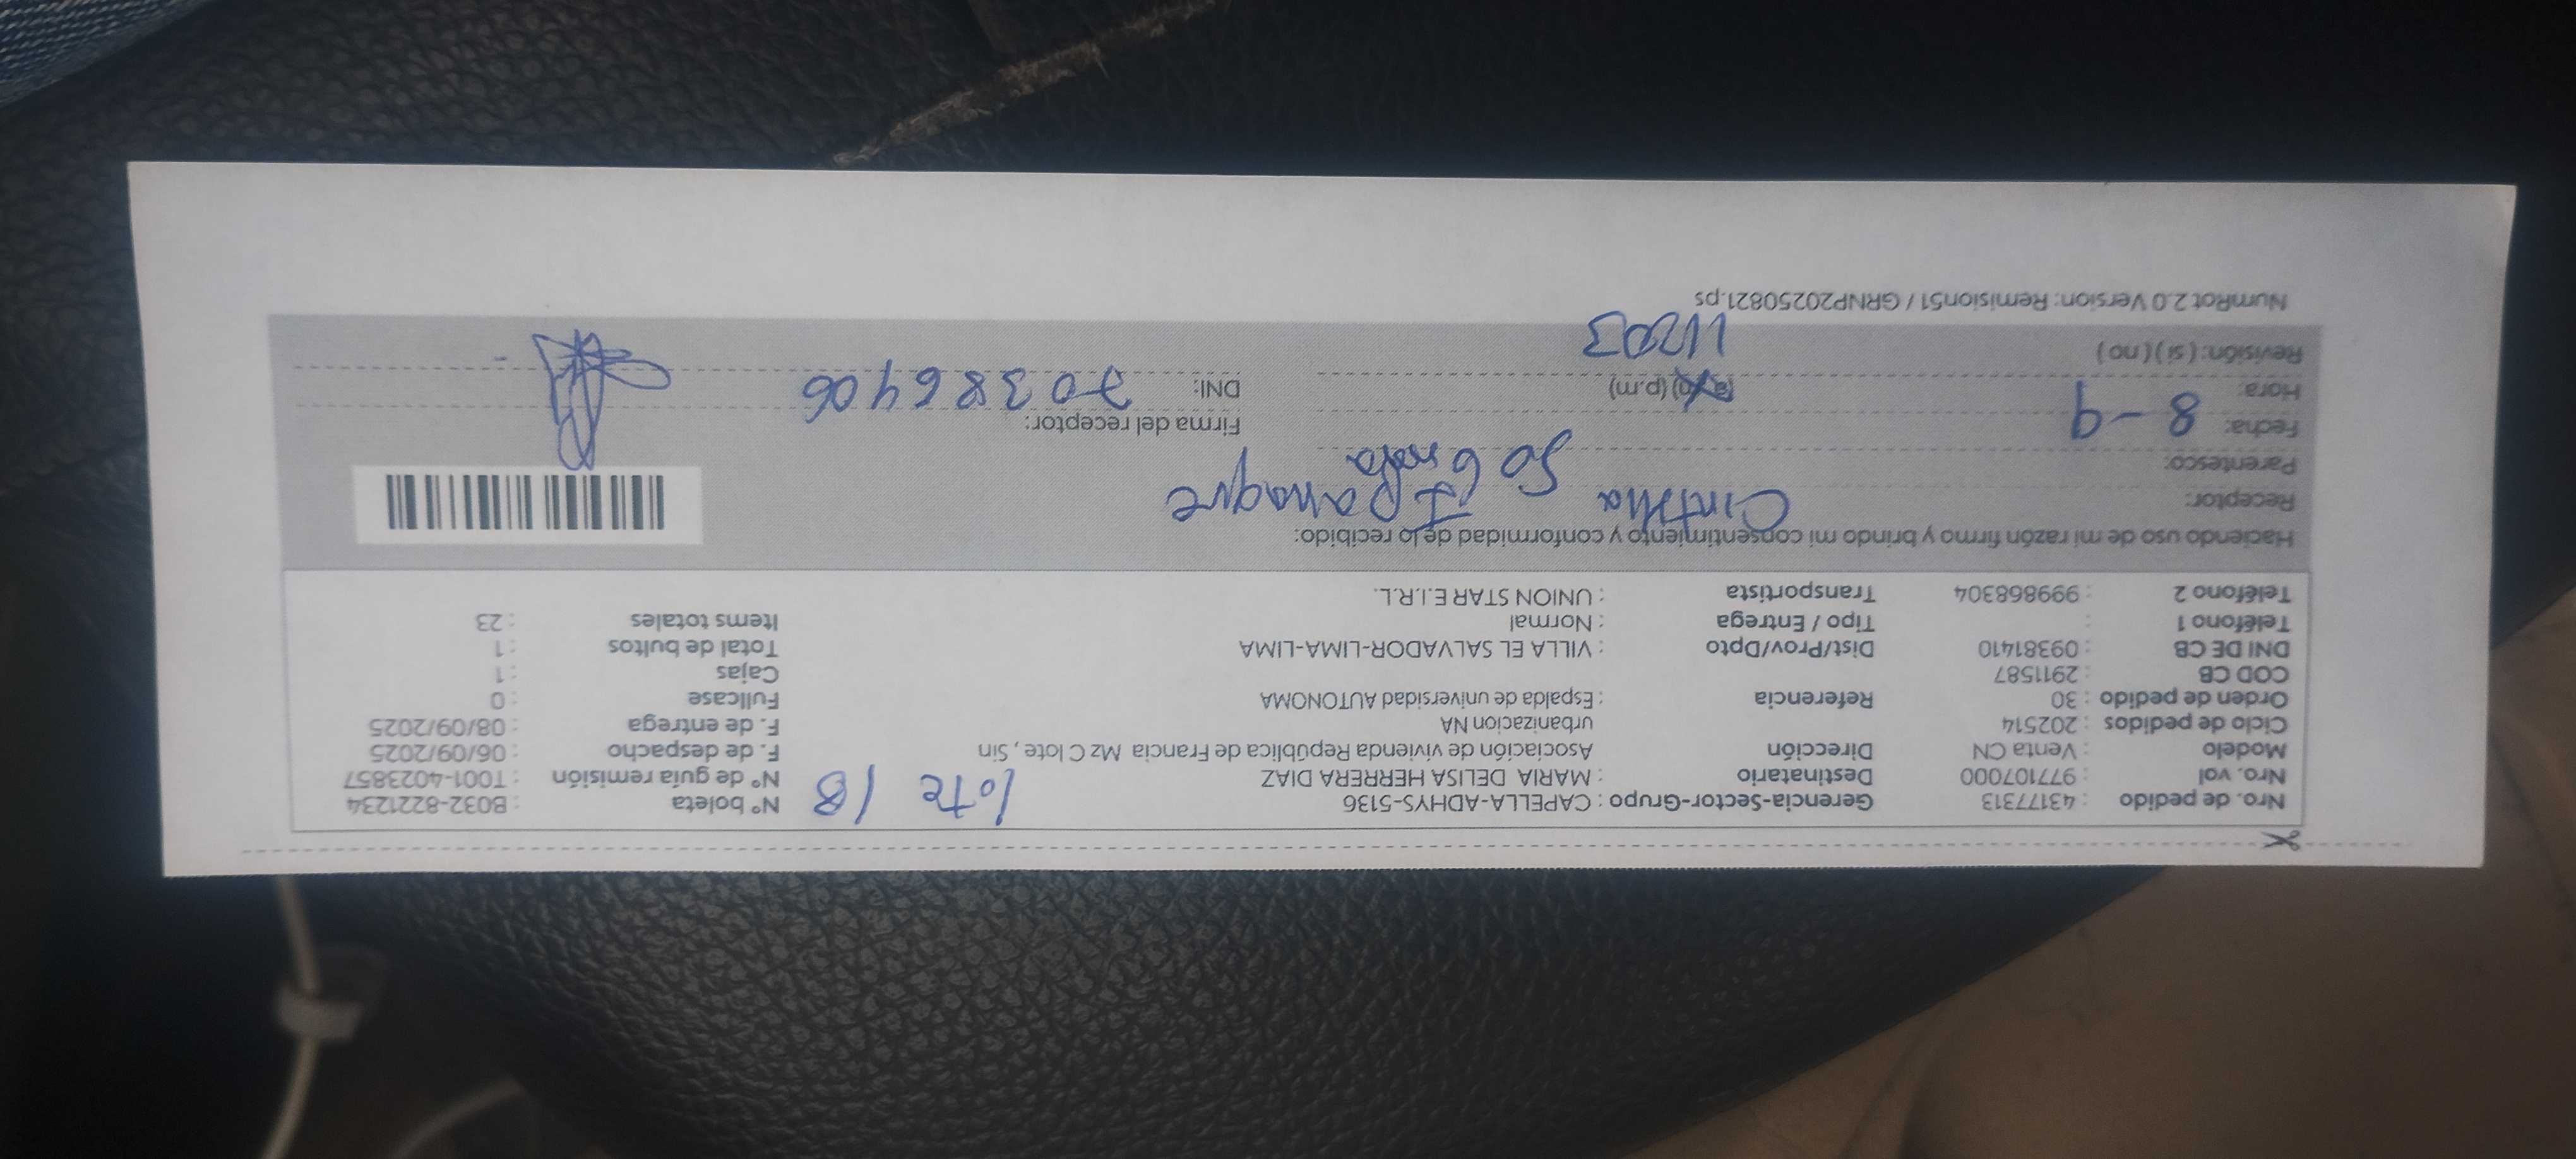 Nro. de pedido : 43177313 Gerencia-Sector-Grupo : CAPELLA-ADHYS-5136 Nº boleta : B032-8221234
Nro. vol : 977107000 Destinatario : MARIA DELISA HERRERA DIAZ lote 18 Nº de guía remisión : T001-4023857
Modelo : Venta CN Dirección Asociación de vivienda República de Francia Mz C lote , Sin F. de despacho : 06/09/2025
Ciclo de pedidos : 202514 urbanizacion NA F. de entrega : 08/09/2025
Orden de pedido : 30 Referencia : Espalda de universidad AUTONOMA Fullcase : 0
COD CB : 2911587 Cajas : 1
DNI DE CB : 09381410 Dist/Prov/Dpto : VILLA EL SALVADOR-LIMA-LIMA Total de bultos : 1
Teléfono 1 : Tipo / Entrega : Normal Items totales : 23
Teléfono 2 : 999868304 Transportista : UNION STAR E.I.R.L.
Haciendo uso de mi razón firmo y brindo mi consentimiento y conformidad de lo recibido:
Receptor: Cinthia Ipanaque
Parentesco:
Fecha: 8-9 Firma del receptor:
Hora: (p.m) DNI: 70386406
Revisión: ( si ) ( no )
NumRot 2.0 Version: Remision51 / GRNP20250821.ps